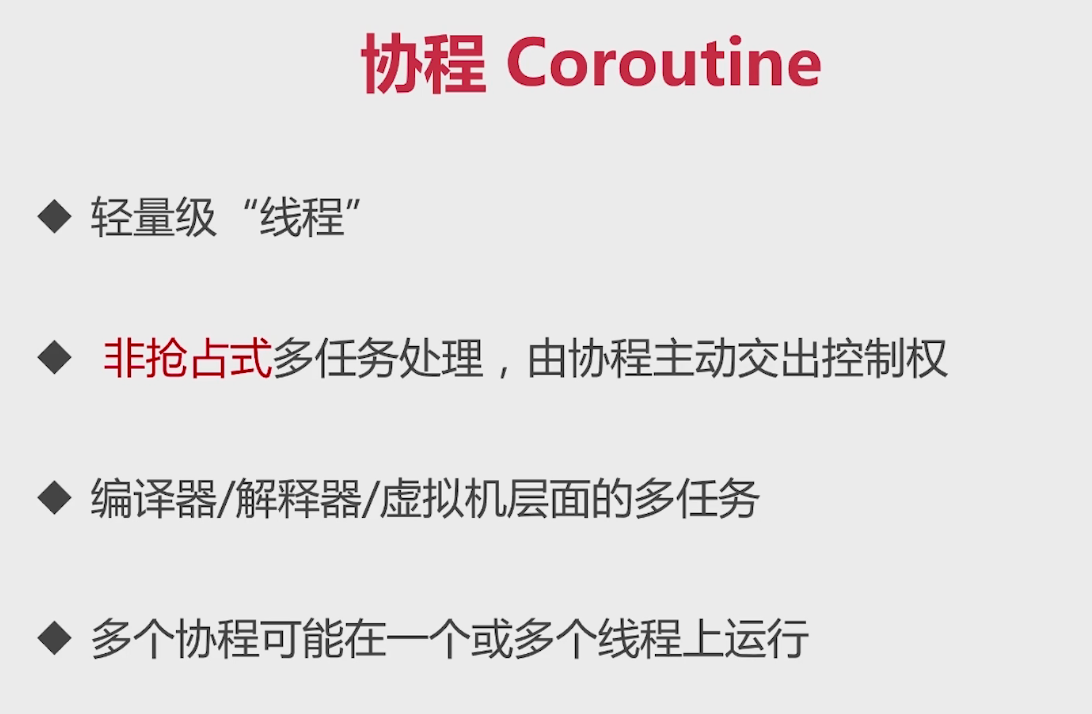 协程 Coroutine
轻量级“线程”
非抢占式多任务处理，由协程主动交出控制权
编译器/解释器/虚拟机层面的多任务
多个协程可能在一个或多个线程上运行